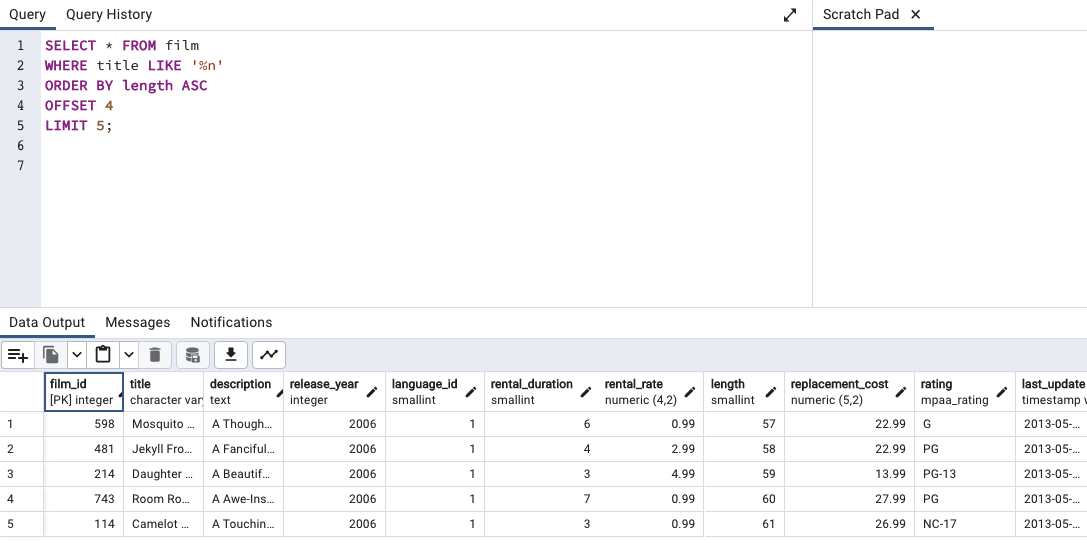 Query Query History Scratch Pad ✕
1 SELECT * FROM film
2 WHERE title LIKE '%n'
3 ORDER BY length ASC
4 OFFSET 4
5 LIMIT 5;
6
7
Data Output Messages Notifications
film_id title description release_year language_id rental_duration rental_rate length replacement_cost rating last_update
[PK] integer character vary text integer smallint smallint numeric (4,2) smallint numeric (5,2) mpaa_rating timestamp
1 598 Mosquito ... A Though... 2006 1 6 0.99 57 22.99 G 2013-05-...
2 481 Jekyll Fro... A Fanciful... 2006 1 4 2.99 58 22.99 PG 2013-05-...
3 214 Daughter ... A Beautif... 2006 1 3 4.99 59 13.99 PG-13 2013-05-...
4 743 Room Ro... A Awe-Ins... 2006 1 7 0.99 60 27.99 PG 2013-05-...
5 114 Camelot ... A Touchin... 2006 1 3 0.99 61 26.99 NC-17 2013-05-...